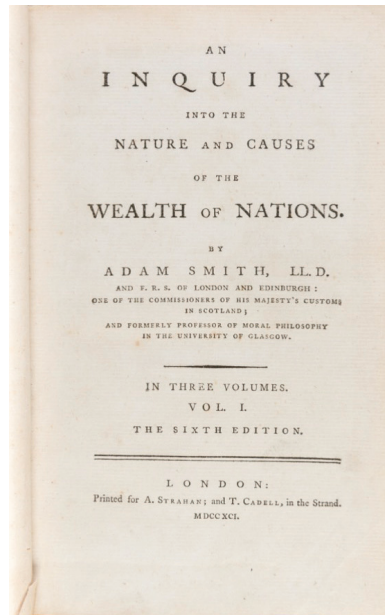 AN
INQUIRY
INTO THE
NATURE AND CAUSES
OF THE
WEALTH OF NATIONS.
BY
ADAM SMITH, LL. D.
AND F. R. S. OF LONDON AND EDINBURGH :
ONE OF THE COMMISSIONERS OF HIS MAJESTY'S CUSTOMS
IN SCOTLAND ;
AND FORMERLY PROFESSOR OF MORAL PHILOSOPHY
IN THE UNIVERSITY OF GLASGOW.
IN THREE VOLUMES.
VOL. I.
THE SIXTH EDITION.
LONDON:
Printed for A. STRAHAN; and T. CADELL, in the Strand.
MDCCXCI.